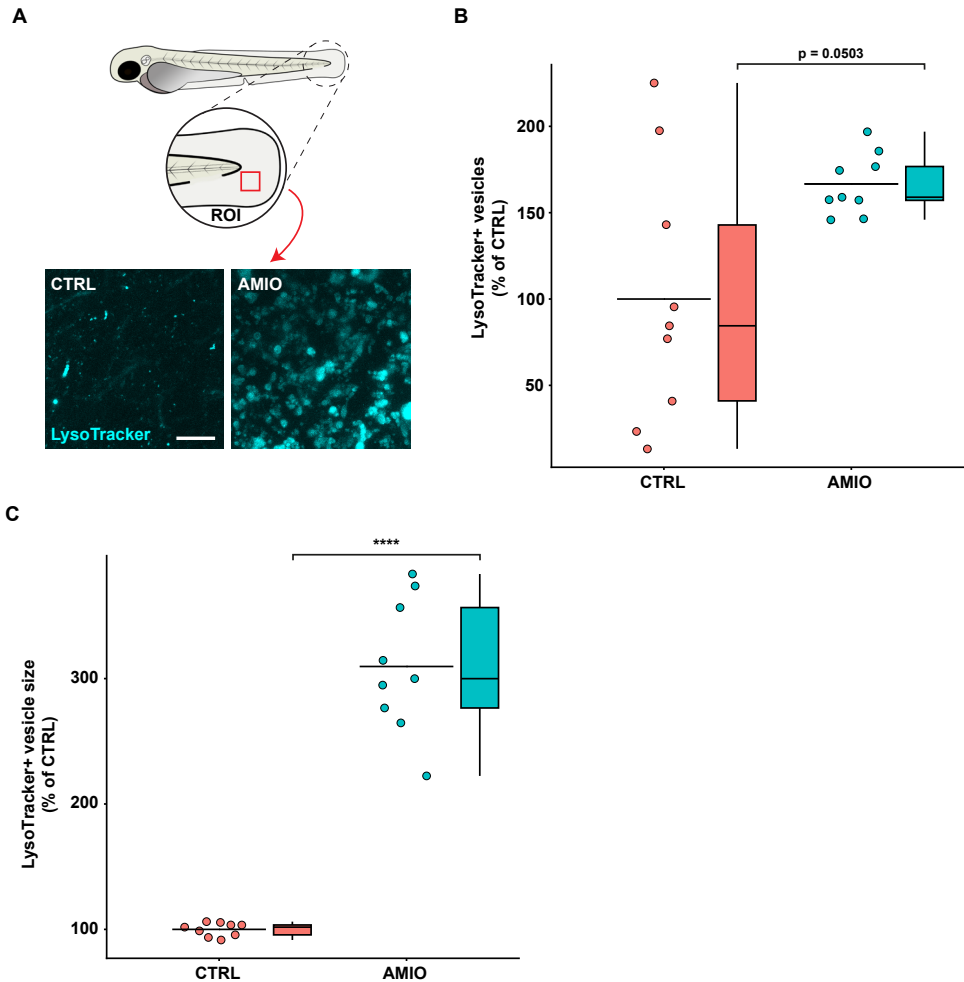 A
ROI
CTRL
AMIO
LysoTracker
B
p = 0.0503
LysoTracker+ vesicles
(% of CTRL)
200
150
100
50
CTRL
AMIO
C
****
LysoTracker+ vesicle size
(% of CTRL)
300
200
100
CTRL
AMIO